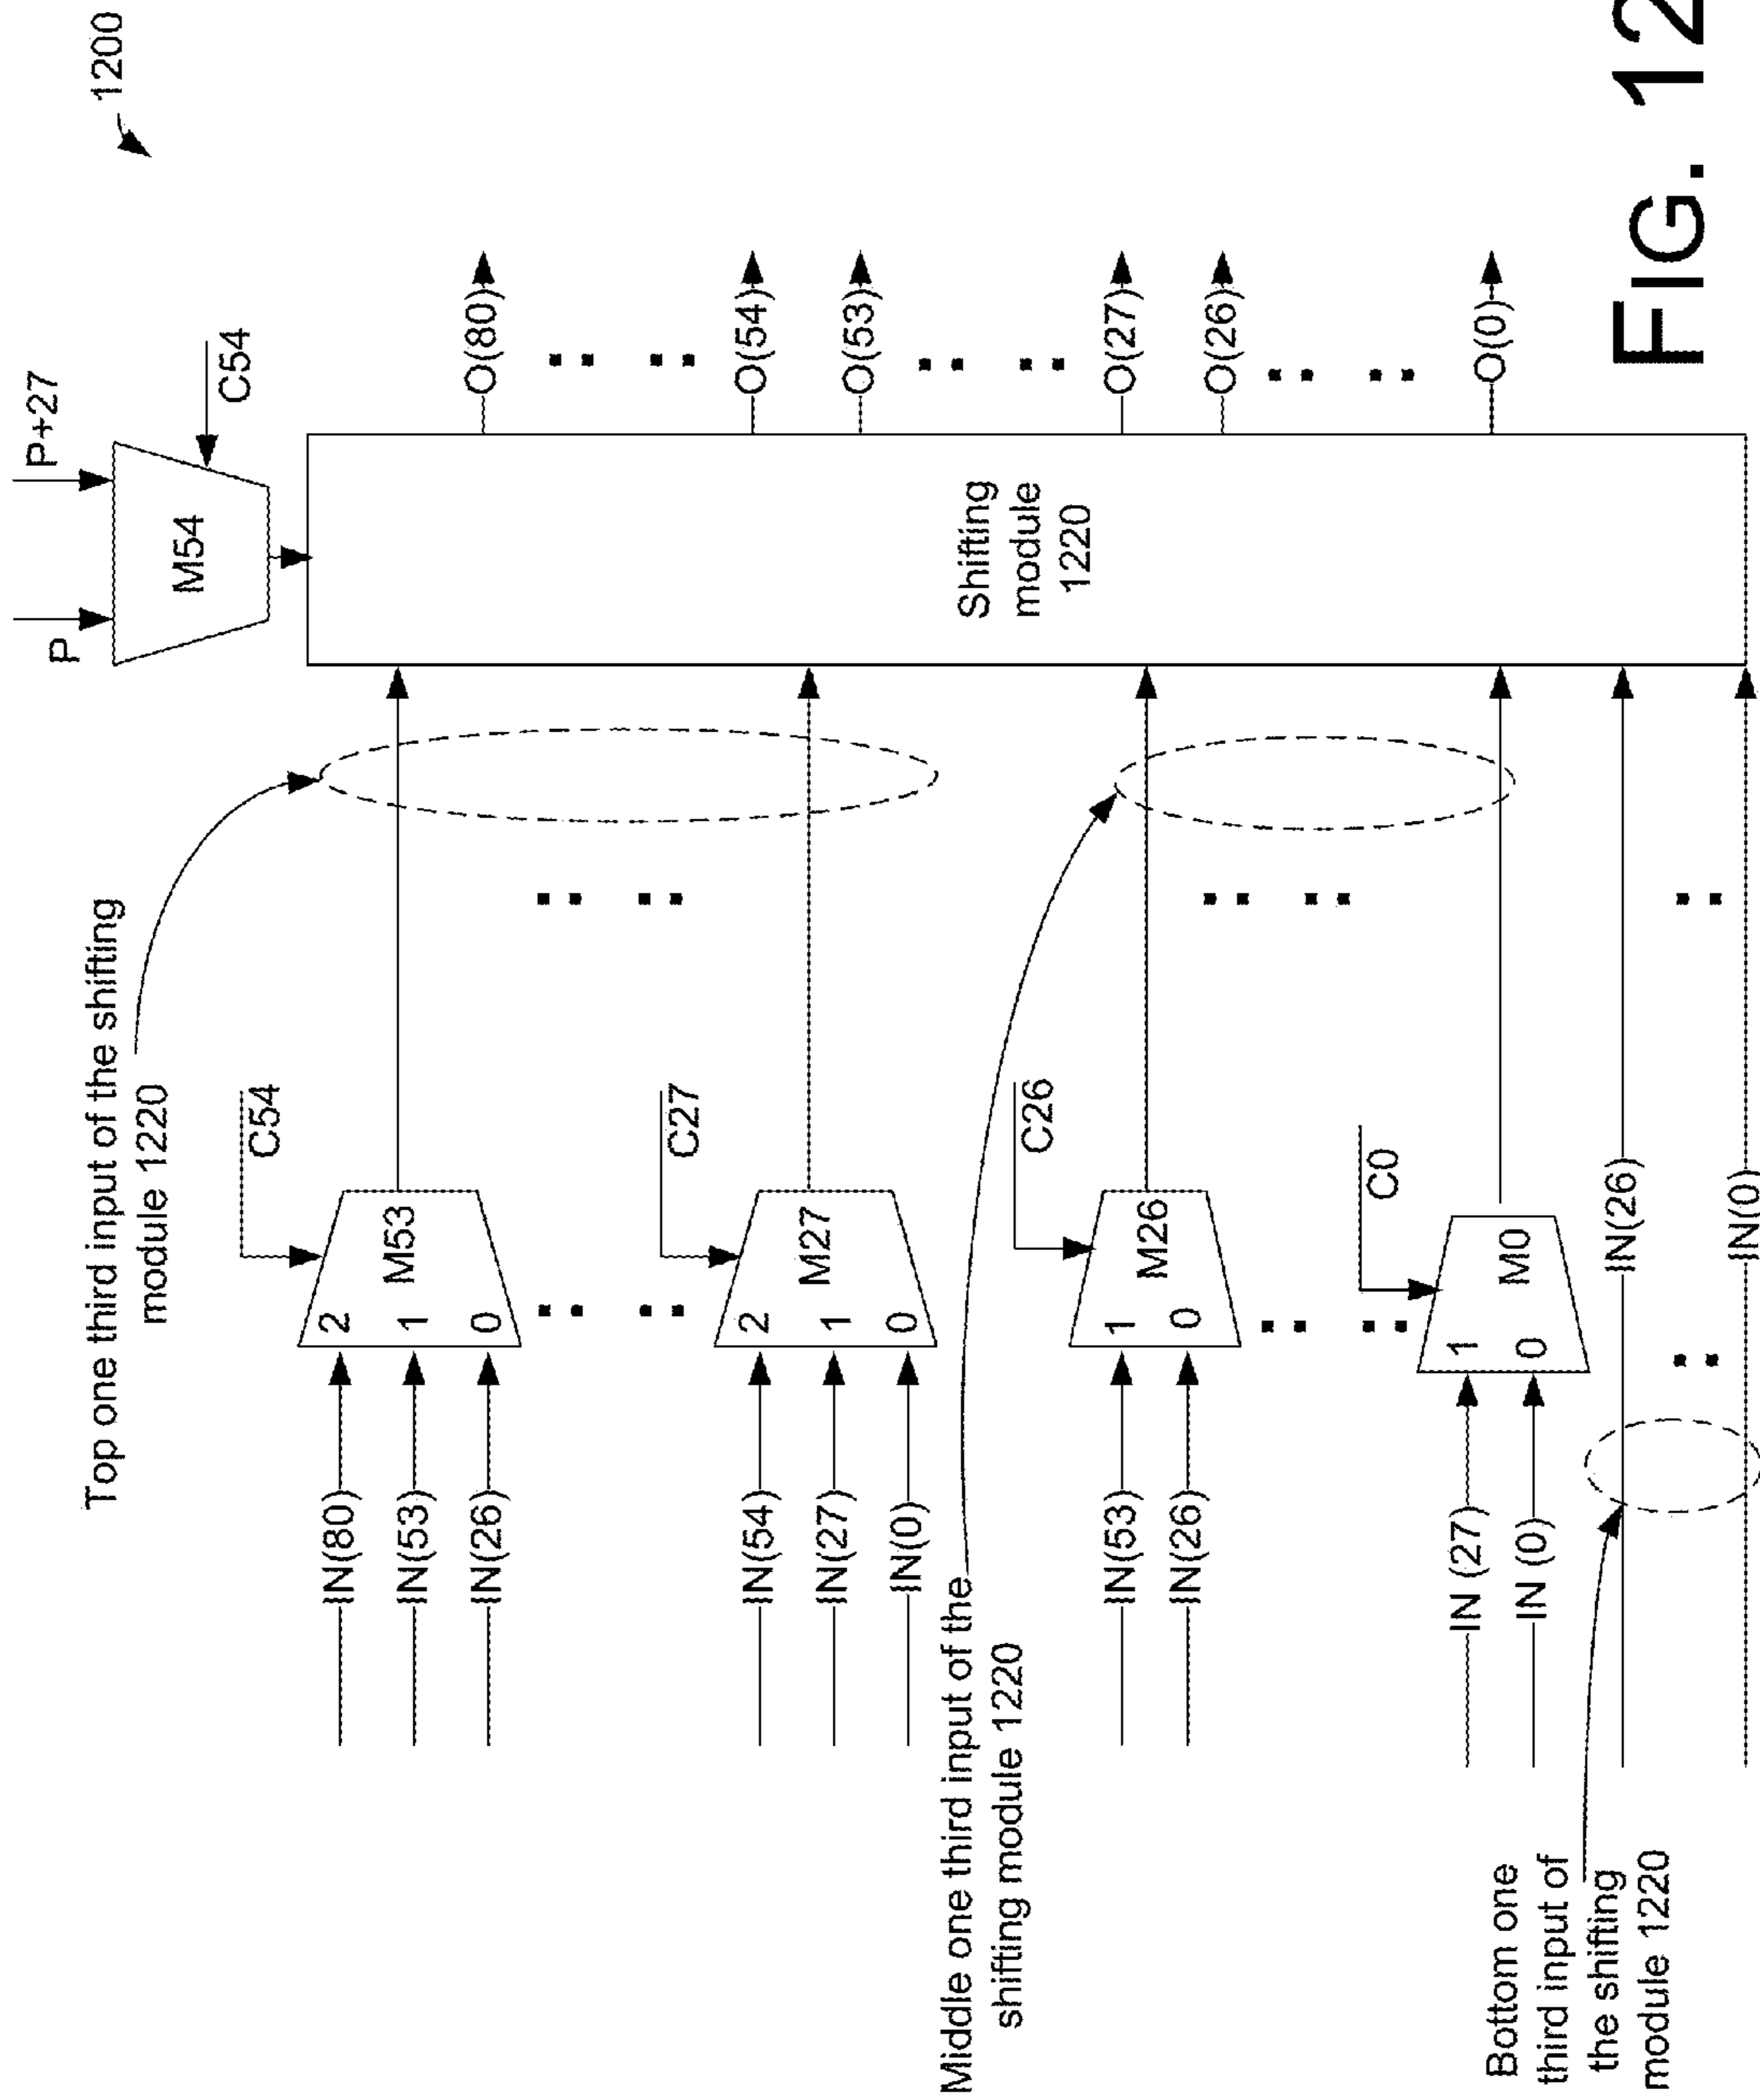 1200
P
P+27
M54
C54
Top one third input of the shifting
module 1220
C54
IN(80)
IN(53)
IN(26)
2
1
0
M53
C27
IN(54)
IN(27)
IN(0)
2
1
0
M27
Middle one third input of the
shifting module 1220
C26
IN(53)
IN(26)
1
0
M26
C0
IN (27)
IN (0)
1
0
M0
Bottom one
third input of
the shifting
module 1220
IN(26)
IN(0)
Shifting
module
1220
O(80)
O(54)
O(53)
O(27)
O(26)
O(0)
FIG. 12